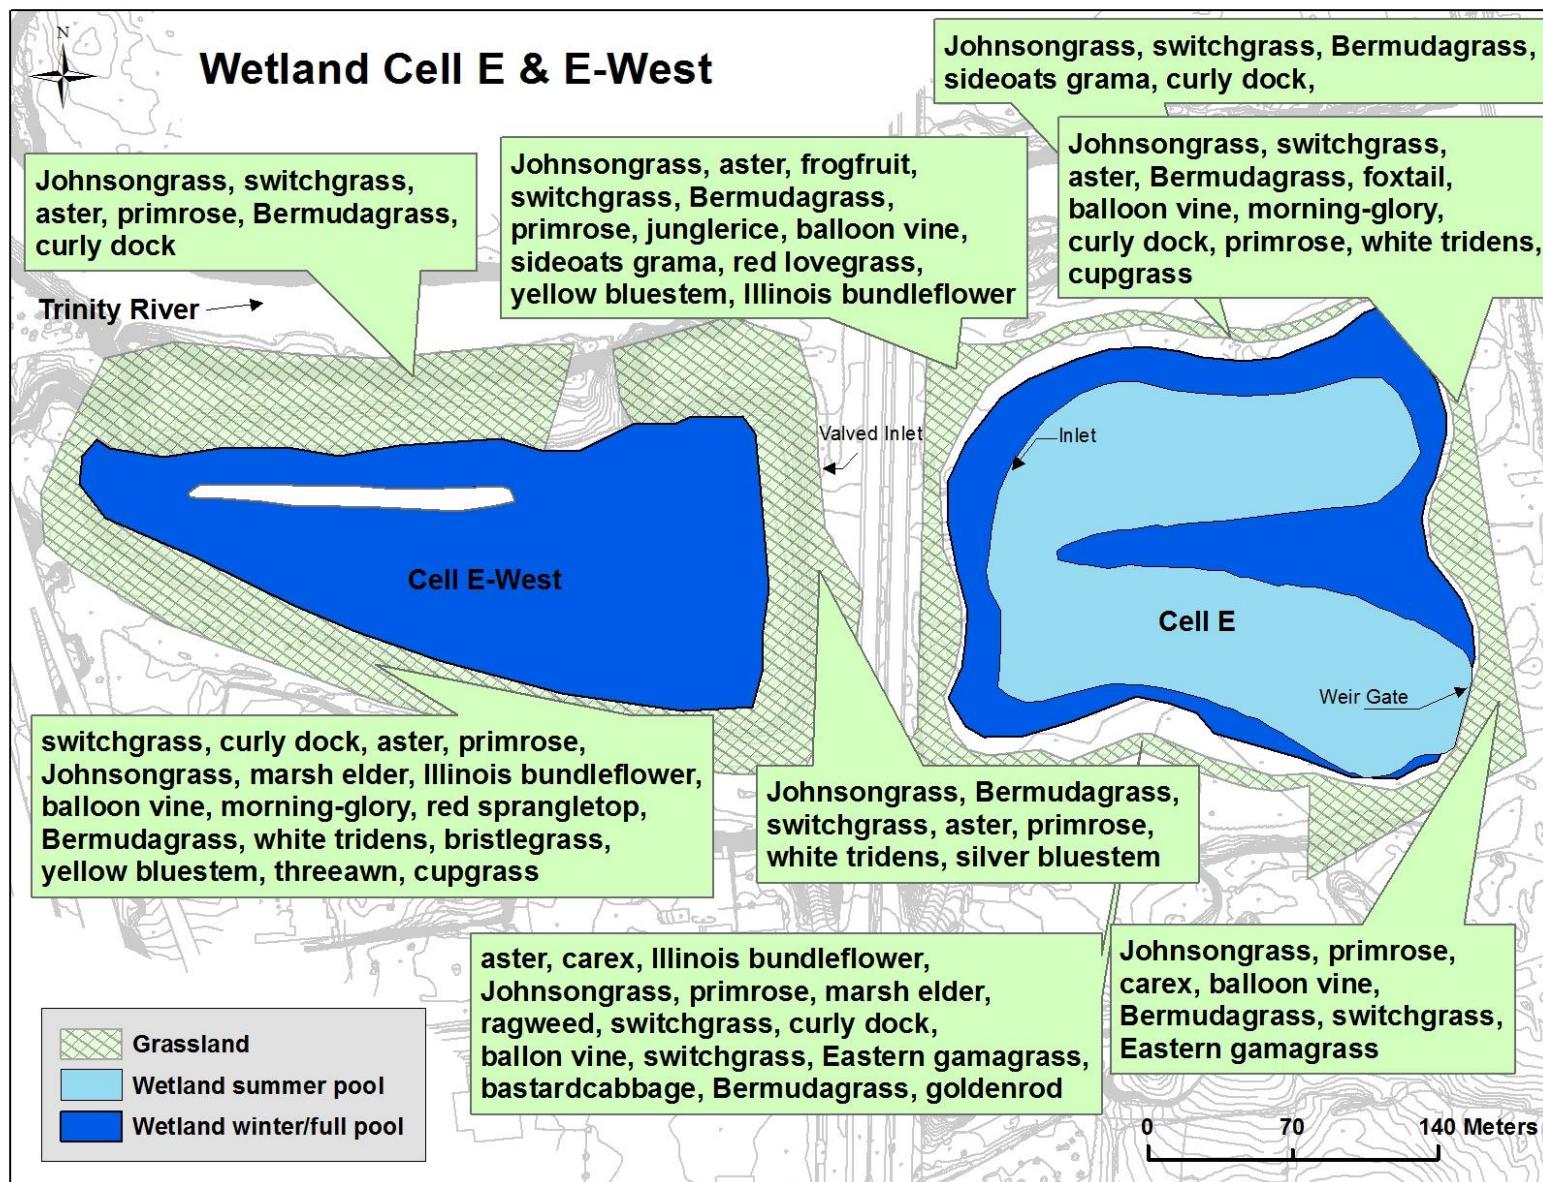 N
Wetland Cell E & E-West
Johnsongrass, switchgrass, Bermudagrass,
sideoats grama, curly dock,
Johnsongrass, switchgrass,
aster, primrose, Bermudagrass,
curly dock
Johnsongrass, aster, frogfruit,
switchgrass, Bermudagrass,
primrose, junglerice, balloon vine,
sideoats grama, red lovegrass,
yellow bluestem, Illinois bundleflower
Johnsongrass, switchgrass,
aster, Bermudagrass, foxtail,
balloon vine, morning-glory,
curly dock, primrose, white tridens,
cupgrass
Trinity River
Valved Inlet
Inlet
Cell E-West
Cell E
Weir Gate
switchgrass, curly dock, aster, primrose,
Johnsongrass, marsh elder, Illinois bundleflower,
balloon vine, morning-glory, red sprangletop,
Bermudagrass, white tridens, bristlegrass,
yellow bluestem, threeawn, cupgrass
Johnsongrass, Bermudagrass,
switchgrass, aster, primrose,
white tridens, silver bluestem
aster, carex, Illinois bundleflower,
Johnsongrass, primrose, marsh elder,
ragweed, switchgrass, curly dock,
ballon vine, switchgrass, Eastern gamagrass,
bastardcabbage, Bermudagrass, goldenrod
Johnsongrass, primrose,
carex, balloon vine,
Bermudagrass, switchgrass,
Eastern gamagrass
Grassland
Wetland summer pool
Wetland winter/full pool
0 70 140 Meters